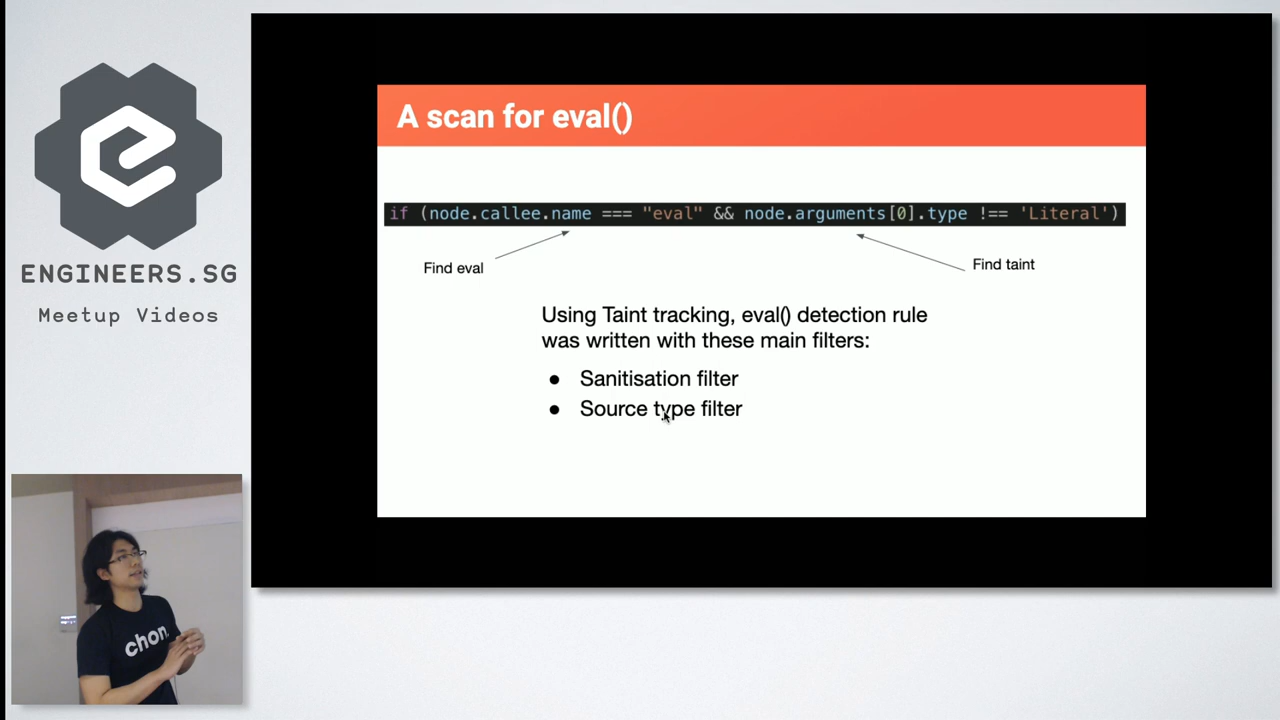 ENGINEERS.SG
Meetup Videos
A scan for eval()
if (node.callee.name === "eval" && node.arguments[0].type !== 'Literal')
Find eval
Find taint
Using Taint tracking, eval() detection rule
was written with these main filters:
● Sanitisation filter
● Source type filter
chon.